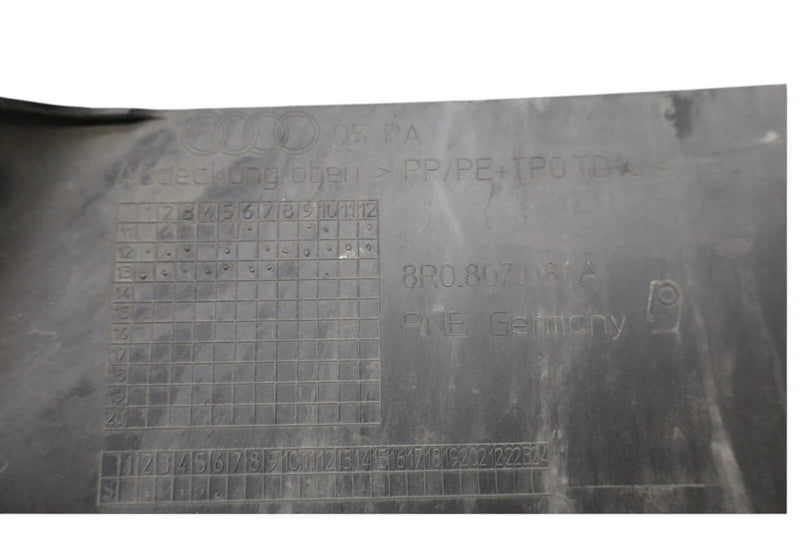 05 PA
Abdeckung oben > PP/PE+TPO TD
1 2 3 4 5 6 7 8 9 10 11 12
11
12
13
14
15
16
17
18
19
20
8R0.807.081.A
PNE Germany
1 2 3 4 5 6 7 8 9 10 11 12 13 14 15 16 17 18 19 20 21 22 23 24
S